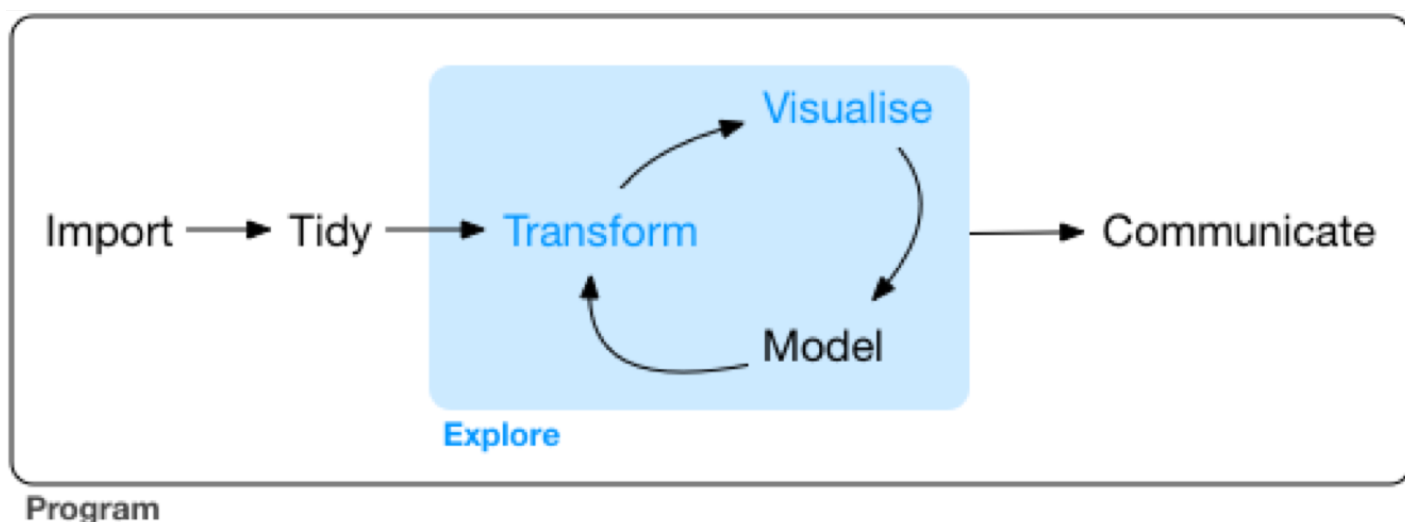 Visualise
Import Tidy Transform Communicate
Model
Explore
Program